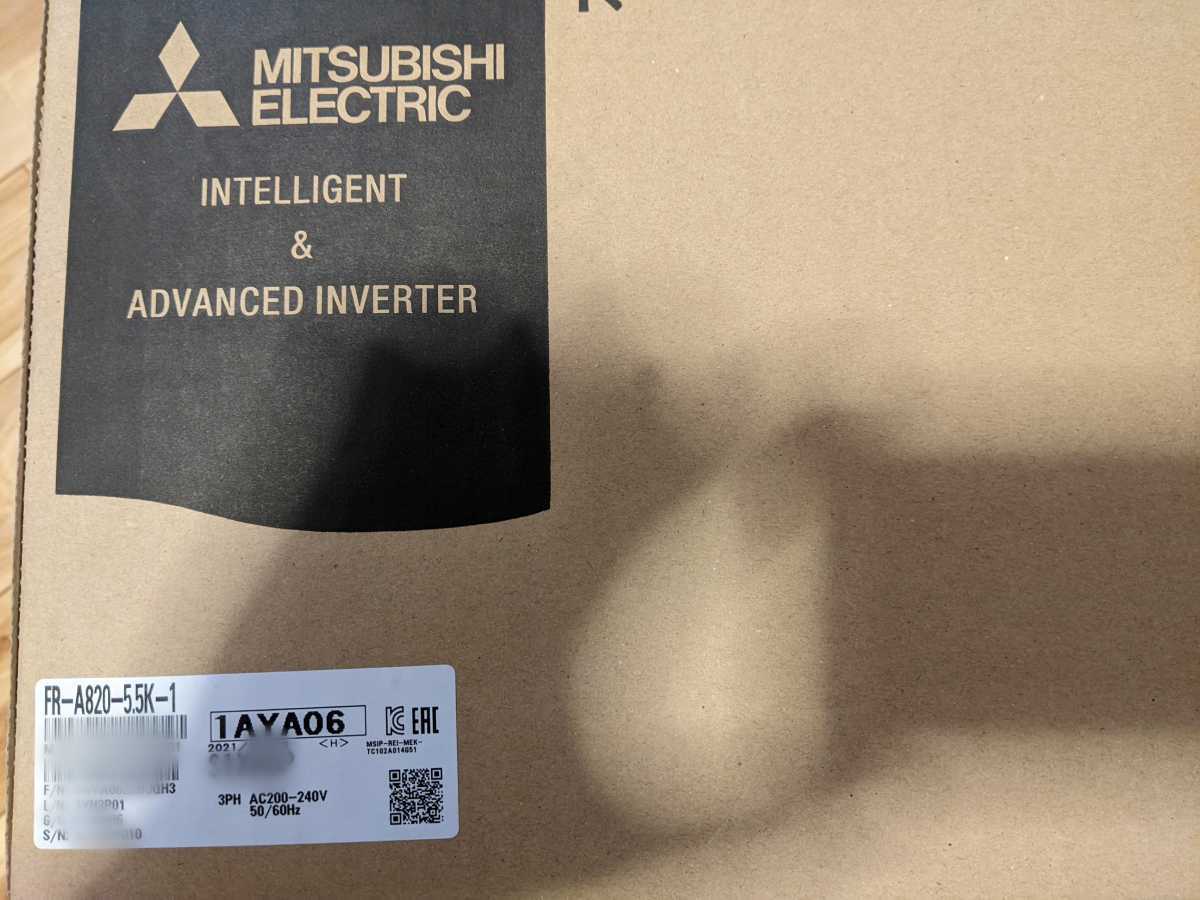 MITSUBISHI
ELECTRIC
INTELLIGENT
&
ADVANCED INVERTER
FR-A820-5.5K-1
1AYA06
EAC
2021/
<H>
MSIP-REI-MEK-
TC102A014G51
3PH AC200-240V
50/60Hz
F/N:
L/N:
S/N: